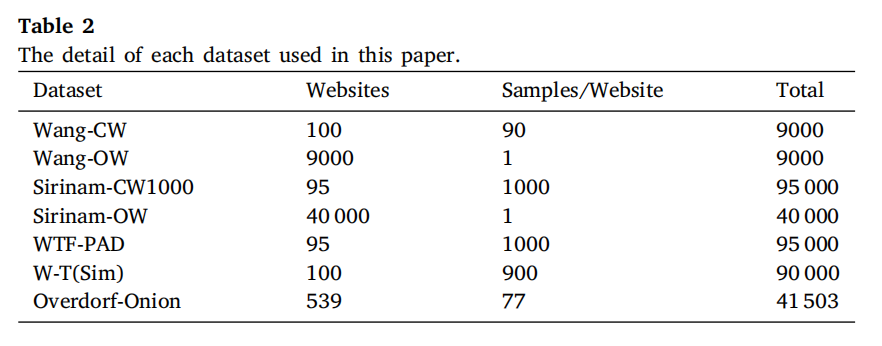 Table 2
The detail of each dataset used in this paper.
Dataset Websites Samples/Website Total
Wang-CW 100 90 9000
Wang-OW 9000 1 9000
Sirinam-CW1000 95 1000 95 000
Sirinam-OW 40 000 1 40 000
WTF-PAD 95 1000 95 000
W-T(Sim) 100 900 90 000
Overdorf-Onion 539 77 41 503